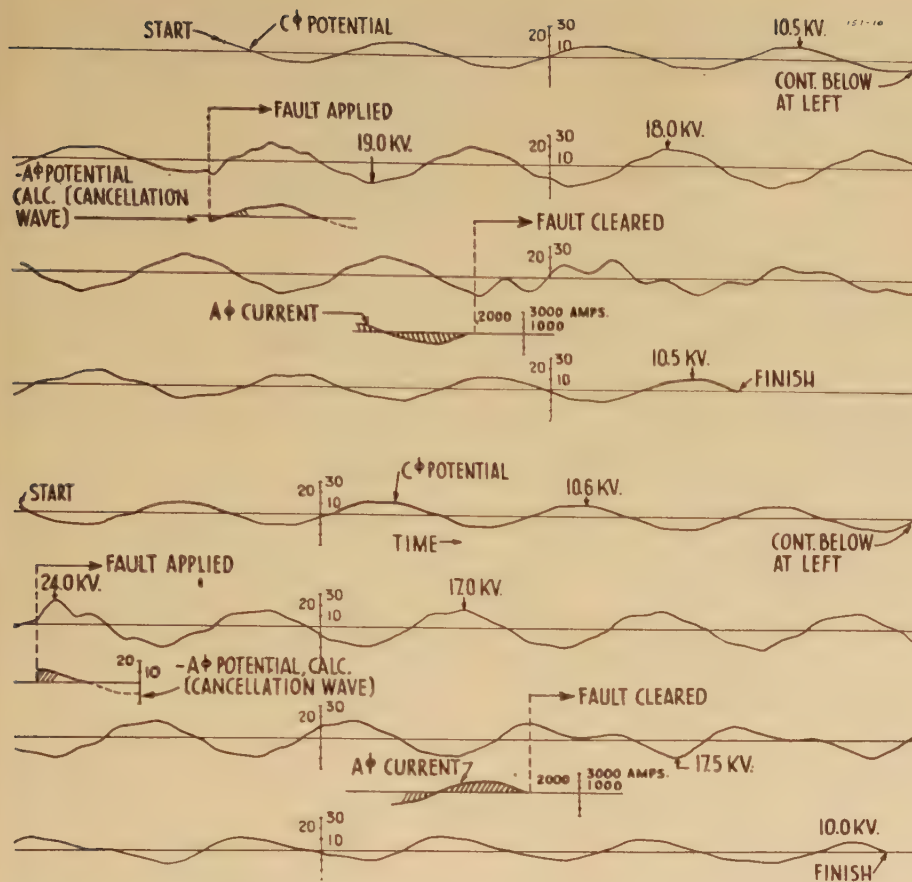 151-10
START
CΦ POTENTIAL
20 30
10
10.5 KV.
CONT. BELOW
AT LEFT
FAULT APPLIED
19.0 KV.
20 30
10
18.0 KV.
-AΦ POTENTIAL
CALC. (CANCELLATION
WAVE)
FAULT CLEARED
20 30
10
AΦ CURRENT
2000 3000 AMPS.
1000
20 30
10
10.5 KV.
FINISH
START
CΦ POTENTIAL
20 30
10
10.6 KV.
TIME
CONT. BELOW
AT LEFT
FAULT APPLIED
24.0 KV.
20 30
10
17.0 KV.
20 10
-AΦ POTENTIAL, CALC.
(CANCELLATION WAVE)
FAULT CLEARED
20 30
10
17.5 KV.
AΦ CURRENT
2000 3000 AMPS.
1000
20 30
10
10.0 KV.
FINISH